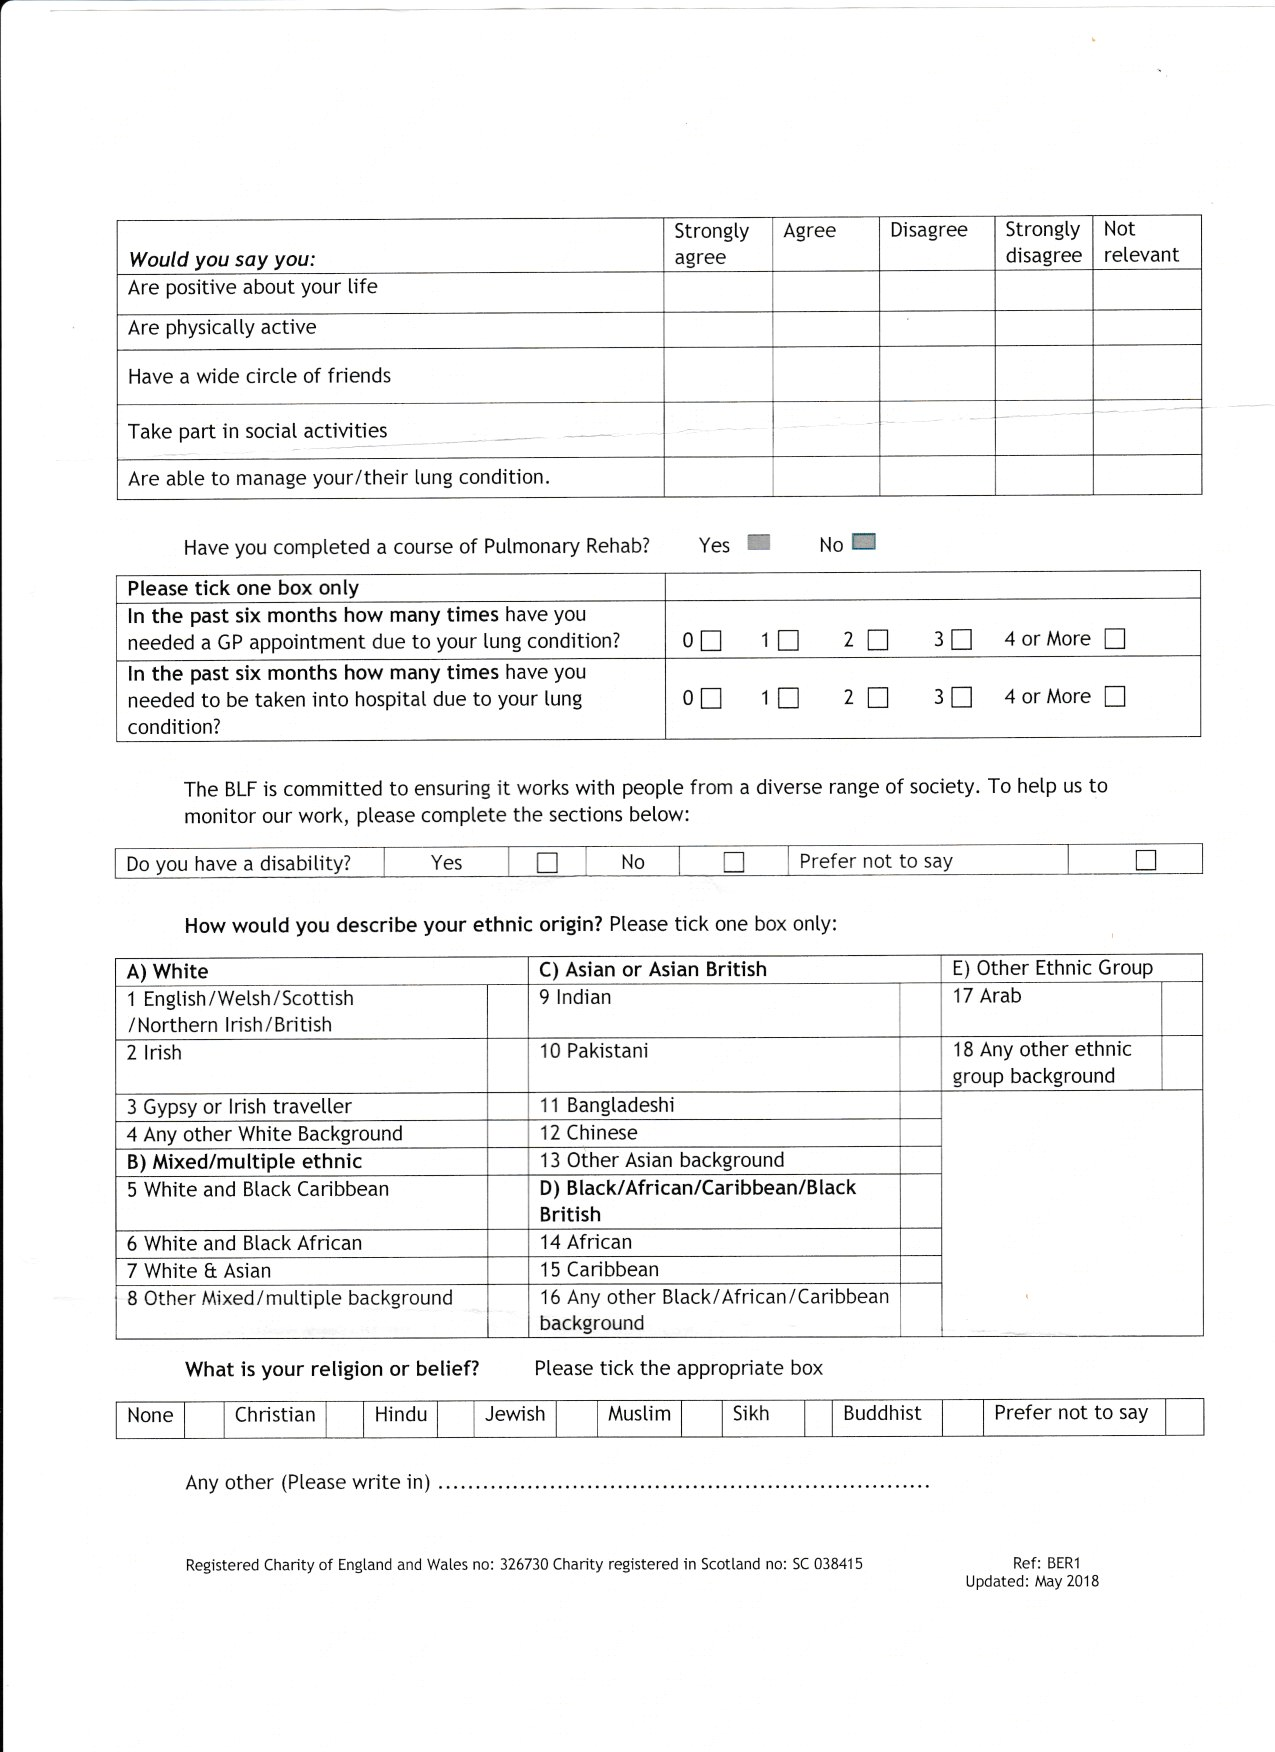 Would you say you: Strongly agree Agree Disagree Strongly disagree Not relevant
Are positive about your life
Are physically active
Have a wide circle of friends
Take part in social activities
Are able to manage your/their lung condition.
Have you completed a course of Pulmonary Rehab? Yes No
Please tick one box only
In the past six months how many times have you
needed a GP appointment due to your lung condition? 0 1 2 3 4 or More
In the past six months how many times have you
needed to be taken into hospital due to your lung
condition? 0 1 2 3 4 or More
The BLF is committed to ensuring it works with people from a diverse range of society. To help us to
monitor our work, please complete the sections below:
Do you have a disability? Yes No Prefer not to say
How would you describe your ethnic origin? Please tick one box only:
A) White C) Asian or Asian British E) Other Ethnic Group
1 English/Welsh/Scottish 9 Indian 17 Arab
/Northern Irish/British
2 Irish 10 Pakistani 18 Any other ethnic
group background
3 Gypsy or Irish traveller 11 Bangladeshi
4 Any other White Background 12 Chinese
B) Mixed/multiple ethnic 13 Other Asian background
5 White and Black Caribbean D) Black/African/Caribbean/Black
British
6 White and Black African 14 African
7 White & Asian 15 Caribbean
8 Other Mixed/multiple background 16 Any other Black/African/Caribbean
background
What is your religion or belief? Please tick the appropriate box
None Christian Hindu Jewish Muslim Sikh Buddhist Prefer not to say
Any other (Please write in) ..................................................................
Registered Charity of England and Wales no: 326730 Charity registered in Scotland no: SC 038415 Ref: BER1
Updated: May 2018